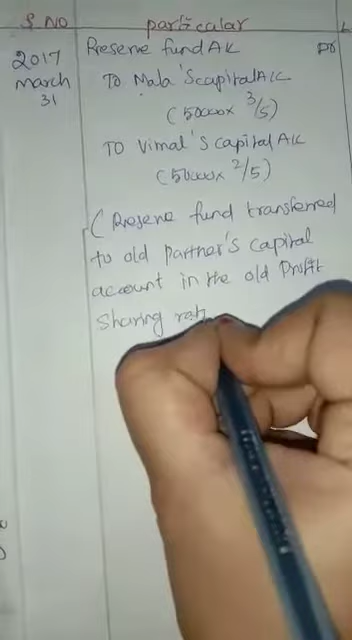 S.NO particular L
2017 Reserve fund A/C Dr
March To Mala's capital A/C
31 (50000x 3/5)
TO Vimal's capital A/C
(50000x 2/5)
(Reserve fund transferred
to old Partner's capital
account in the old Profit
sharing rati